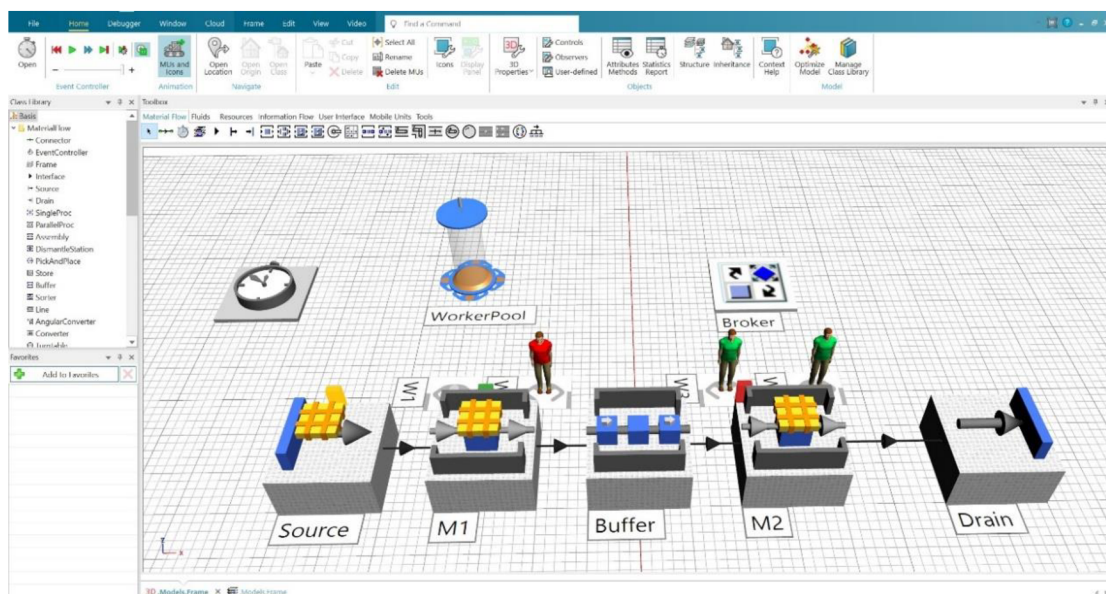 File Home Debugger Window Cloud Frame Edit View Video Find a Command
Open
Event Controller
MUs and Icons
Animation
Open Location
Open Origin
Open Class
Navigate
Paste
Cut
Copy
Delete
Select All
Rename
Delete MUs
Edit
Icons
Display Panel
3D Properties
Controls
Observers
User-defined
Attributes Methods
Statistics Report
Objects
Structure
Inheritance
Context Help
Optimize Model
Manage Class Library
Model
Class Library
Toolbox
Basis
Material Flow Fluids Resources Information Flow User Interface Mobile Units Tools
MaterialFlow
Connector
EventController
Frame
Interface
Source
Drain
SingleProc
ParallelProc
Assembly
DismantleStation
PickAndPlace
Store
Buffer
Sorter
Line
AngularConverter
Converter
Turntable
Favorites
Add to Favorites
WorkerPool
Broker
W1
Source
M1
Buffer
M2
Drain
3D Models.Frame
Models.Frame